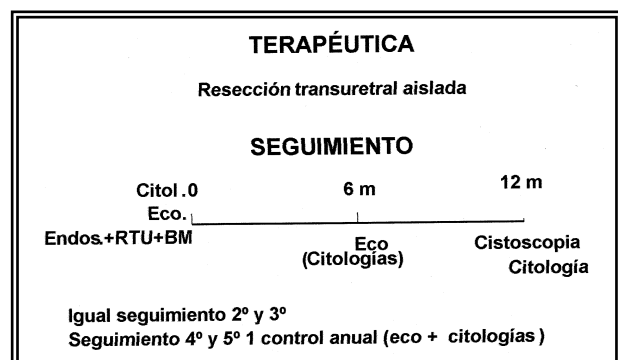 TERAPÉUTICA
Resección transuretral aislada
SEGUIMIENTO
Citol.0 6 m 12 m
Eco.
Endos.+RTU+BM Eco Cistoscopia
(Citologías) Citología
Igual seguimiento 2º y 3º
Seguimiento 4º y 5º 1 control anual (eco + citologías)